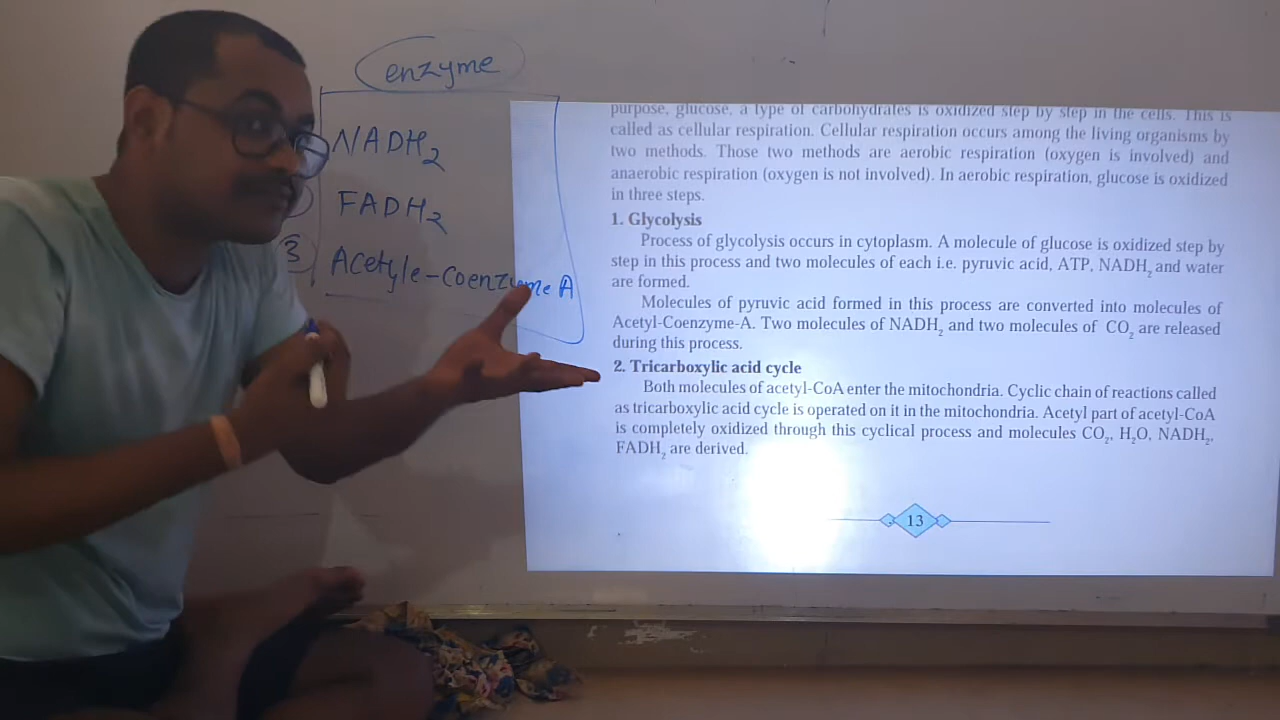 enzyme
NADH₂
FADH₂
3 Acetyle-coenzyme A
purpose, glucose, a type of carbohydrates is oxidized step by step in the cells. This is
called as cellular respiration. Cellular respiration occurs among the living organisms by
two methods. Those two methods are aerobic respiration (oxygen is involved) and
anaerobic respiration (oxygen is not involved). In aerobic respiration, glucose is oxidized
in three steps.
1. Glycolysis
Process of glycolysis occurs in cytoplasm. A molecule of glucose is oxidized step by
step in this process and two molecules of each i.e. pyruvic acid, ATP, NADH₂ and water
are formed.
Molecules of pyruvic acid formed in this process are converted into molecules of
Acetyl-Coenzyme-A. Two molecules of NADH₂ and two molecules of CO₂ are released
during this process.
2. Tricarboxylic acid cycle
Both molecules of acetyl-CoA enter the mitochondria. Cyclic chain of reactions called
as tricarboxylic acid cycle is operated on it in the mitochondria. Acetyl part of acetyl-CoA
is completely oxidized through this cyclical process and molecules CO₂, H₂O, NADH₂,
FADH₂ are derived.
13